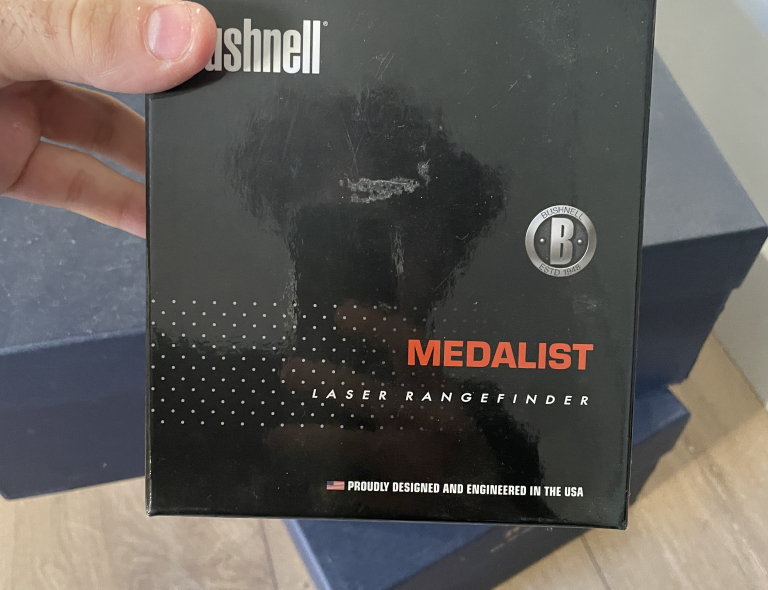 ushnell®
BUSHNELL
B
ESTD. 1948
MEDALIST
LASER RANGEFINDER
PROUDLY DESIGNED AND ENGINEERED IN THE USA